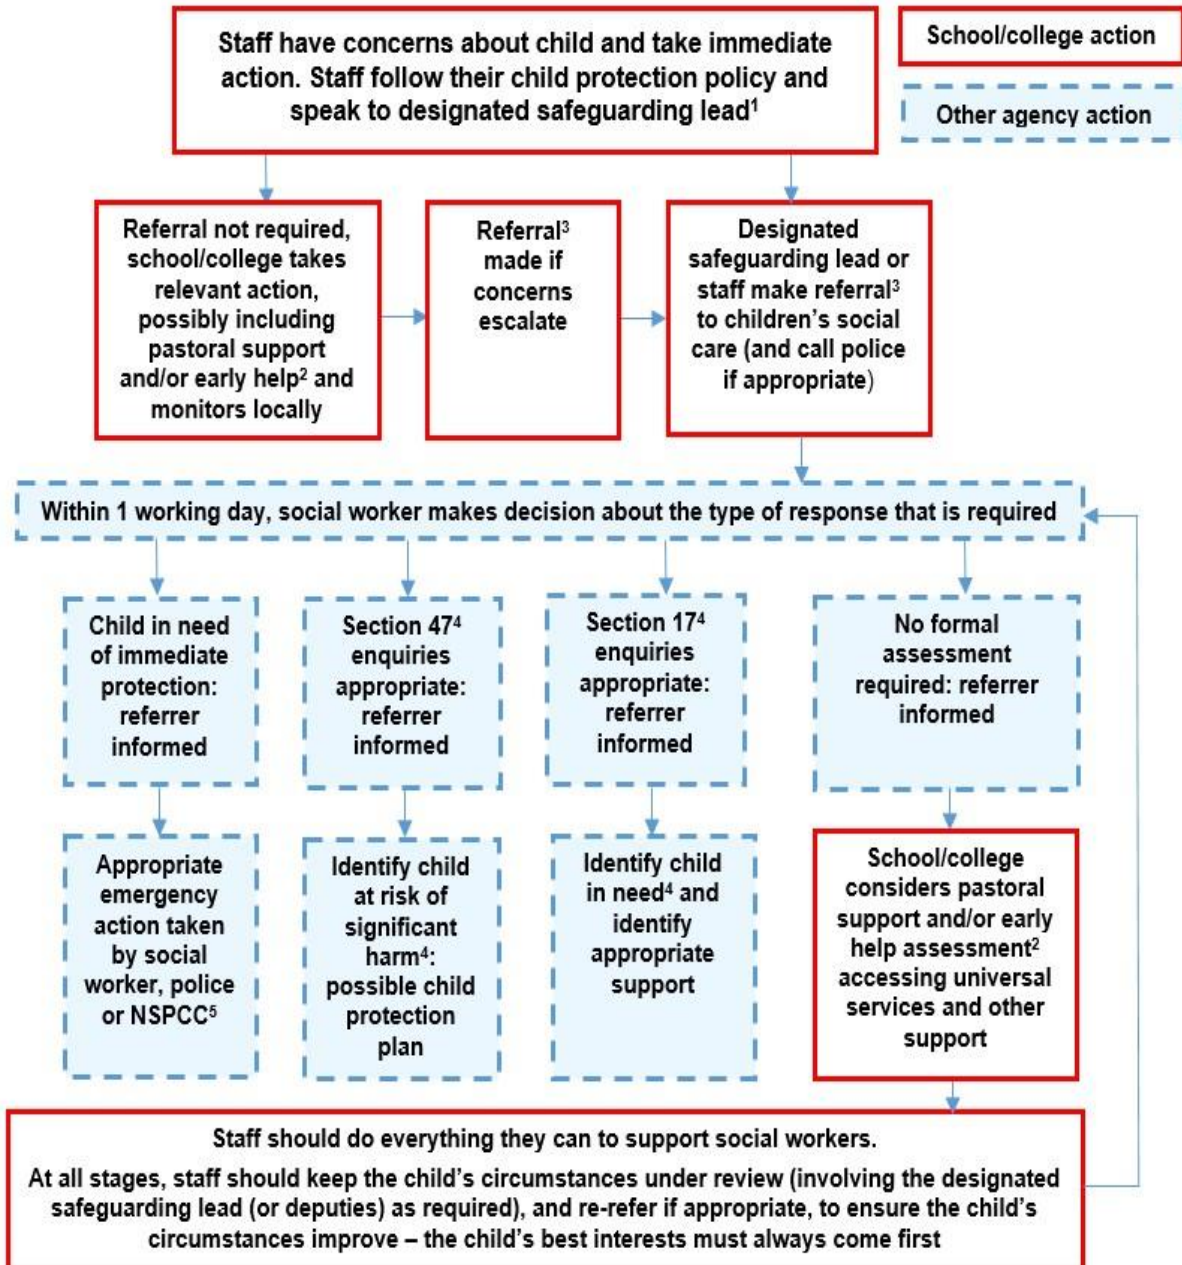 Staff have concerns about child and take immediate
action. Staff follow their child protection policy and
speak to designated safeguarding lead¹
School/college action
Other agency action
Referral not required,
school/college takes
relevant action,
possibly including
pastoral support
and/or early help² and
monitors locally
Referral³
made if
concerns
escalate
Designated
safeguarding lead or
staff make referral³
to children’s social
care (and call police
if appropriate)
Within 1 working day, social worker makes decision about the type of response that is required
Child in need
of immediate
protection:
referrer
informed
Section 47⁴
enquiries
appropriate:
referrer
informed
Section 17⁴
enquiries
appropriate:
referrer
informed
No formal
assessment
required: referrer
informed
Appropriate
emergency
action taken
by social
worker, police
or NSPCC⁵
Identify child
at risk of
significant
harm⁴:
possible child
protection
plan
Identify child
in need⁴ and
identify
appropriate
support
School/college
considers pastoral
support and/or early
help assessment²
accessing universal
services and other
support
Staff should do everything they can to support social workers.
At all stages, staff should keep the child’s circumstances under review (involving the designated
safeguarding lead (or deputies) as required), and re-refer if appropriate, to ensure the child’s
circumstances improve – the child’s best interests must always come first